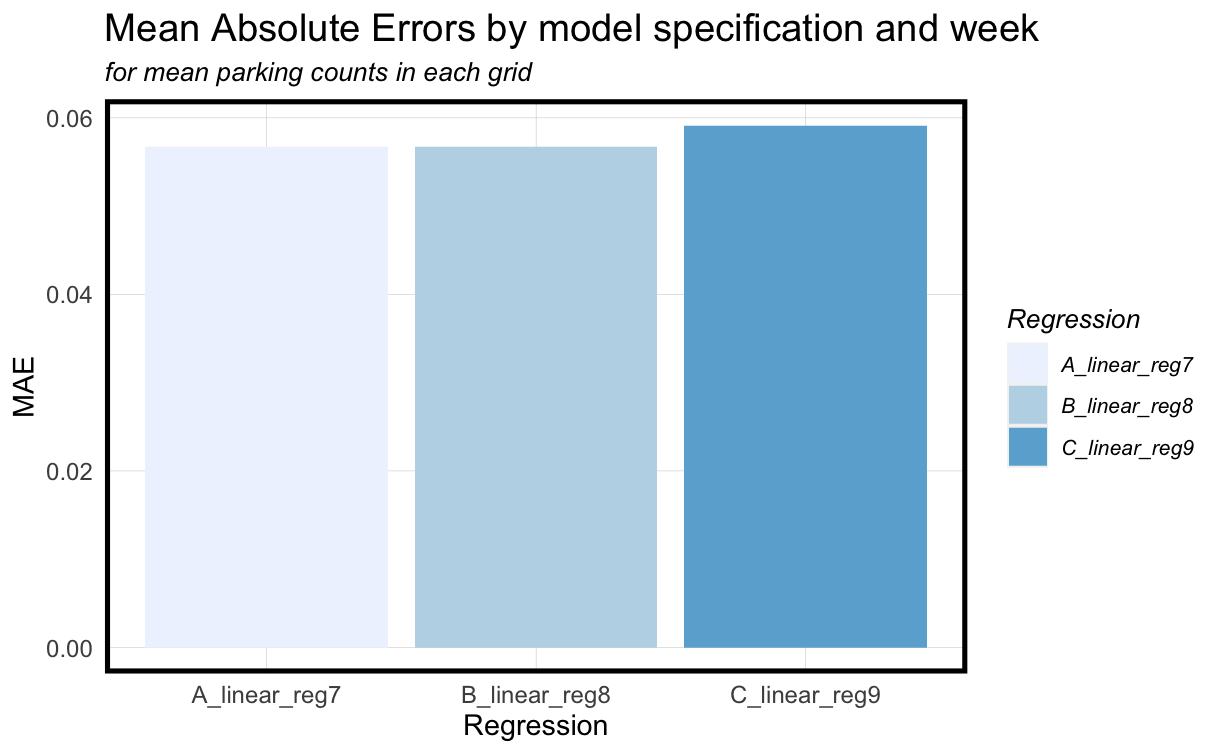 Mean Absolute Errors by model specification and week
for mean parking counts in each grid
0.06
0.04
0.02
0.00
MAE
A_linear_reg7
B_linear_reg8
C_linear_reg9
Regression
Regression
A_linear_reg7
B_linear_reg8
C_linear_reg9